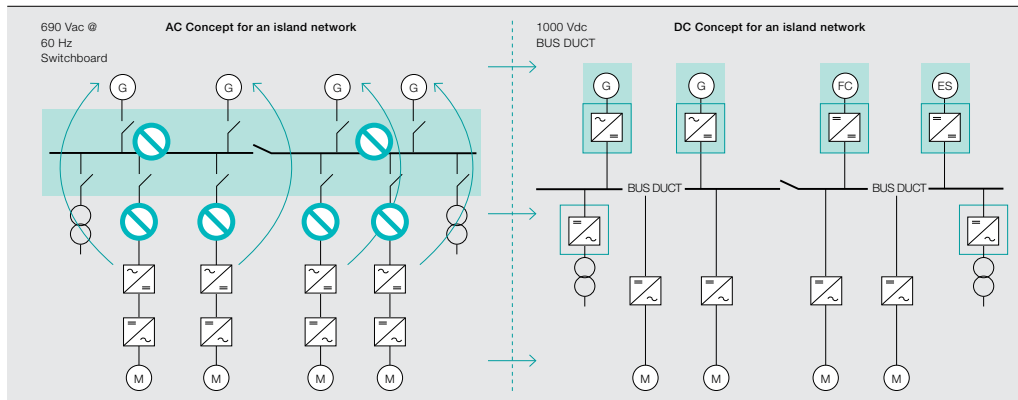 690 Vac @
60 Hz
Switchboard
AC Concept for an island network
1000 Vdc
BUS DUCT
DC Concept for an island network
G
G
G
G
G
G
FC
ES
BUS DUCT
BUS DUCT
M
M
M
M
M
M
M
M